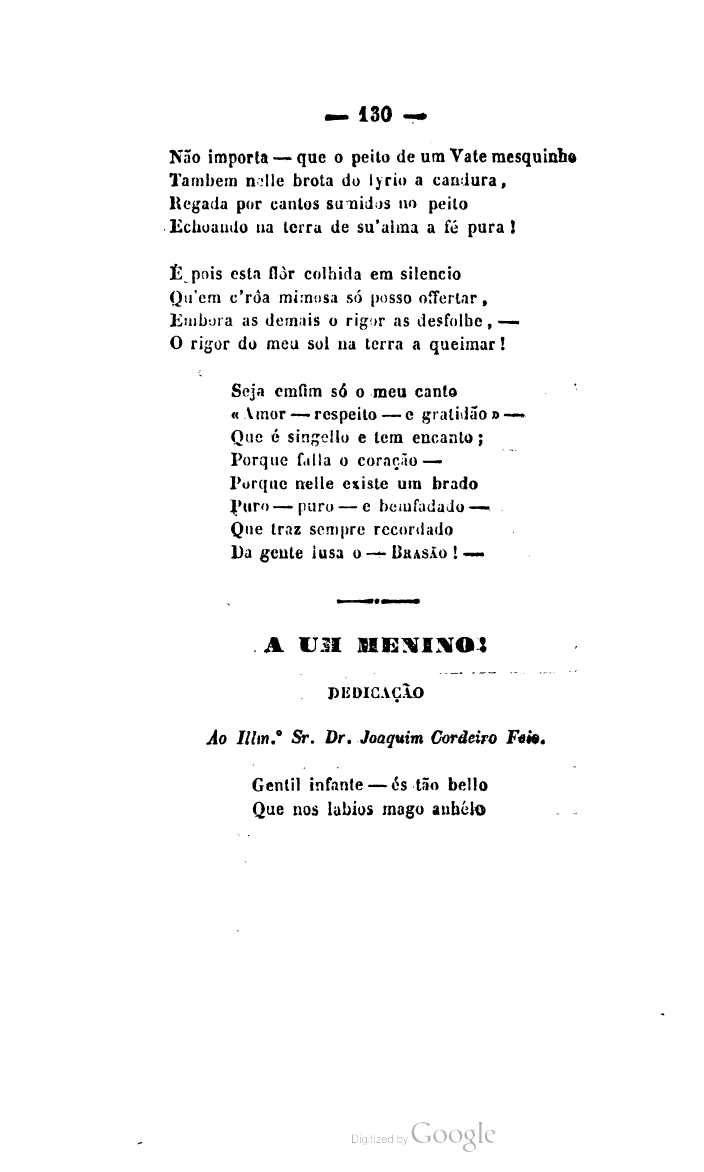 — 130 —
Não importa — que o peito de um Vate mesquinho
Tambem nelle brota do lyrio a candura,
Regada por cantos sumidos no peito
Echoando na terra de su'alma a fé pura!
É pois esta flôr colhida em silencio
Qu'em c'rôa mimosa só posso offertar,
Embora as demais o rigor as desfolhe, —
O rigor do meu sol na terra a queimar!
Seja emfim só o meu canto
« Amor — respeito — e gratidão » —
Que é singello e tem encanto;
Porque falla o coração —
Porque nelle existe um brado
Puro — puro — e bemfadado —
Que traz sempre recordado
Da gente lusa o — BRASÃO! —
A UM MENINO!
DEDICAÇÃO
Ao Illm.º Sr. Dr. Joaquim Cordeiro Feio.
Gentil infante — és tão bello
Que nos labios mago anhélo
Digitized by Google